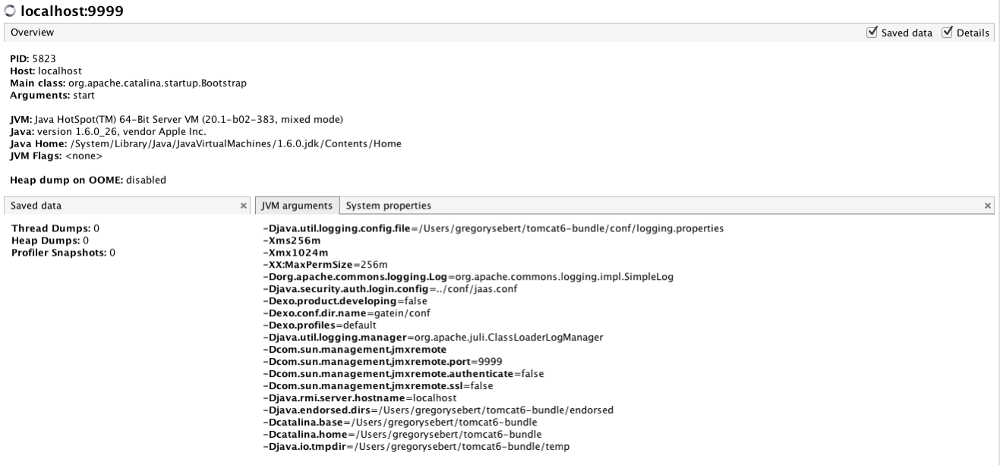 localhost:9999
Overview
Saved data Details
PID: 5823
Host: localhost
Main class: org.apache.catalina.startup.Bootstrap
Arguments: start
JVM: Java HotSpot(TM) 64-Bit Server VM (20.1-b02-383, mixed mode)
Java: version 1.6.0_26, vendor Apple Inc.
Java Home: /System/Library/Java/JavaVirtualMachines/1.6.0.jdk/Contents/Home
JVM Flags: <none>
Heap dump on OOME: disabled
Saved data ×
Thread Dumps: 0
Heap Dumps: 0
Profiler Snapshots: 0
JVM arguments System properties ×
-Djava.util.logging.config.file=/Users/gregorysebert/tomcat6-bundle/conf/logging.properties
-Xms256m
-Xmx1024m
-XX:MaxPermSize=256m
-Dorg.apache.commons.logging.Log=org.apache.commons.logging.impl.SimpleLog
-Djava.security.auth.login.config=../conf/jaas.conf
-Dexo.product.developing=false
-Dexo.conf.dir.name=gatein/conf
-Dexo.profiles=default
-Djava.util.logging.manager=org.apache.juli.ClassLoaderLogManager
-Dcom.sun.management.jmxremote
-Dcom.sun.management.jmxremote.port=9999
-Dcom.sun.management.jmxremote.authenticate=false
-Dcom.sun.management.jmxremote.ssl=false
-Djava.rmi.server.hostname=localhost
-Djava.endorsed.dirs=/Users/gregorysebert/tomcat6-bundle/endorsed
-Dcatalina.base=/Users/gregorysebert/tomcat6-bundle
-Dcatalina.home=/Users/gregorysebert/tomcat6-bundle
-Djava.io.tmpdir=/Users/gregorysebert/tomcat6-bundle/temp